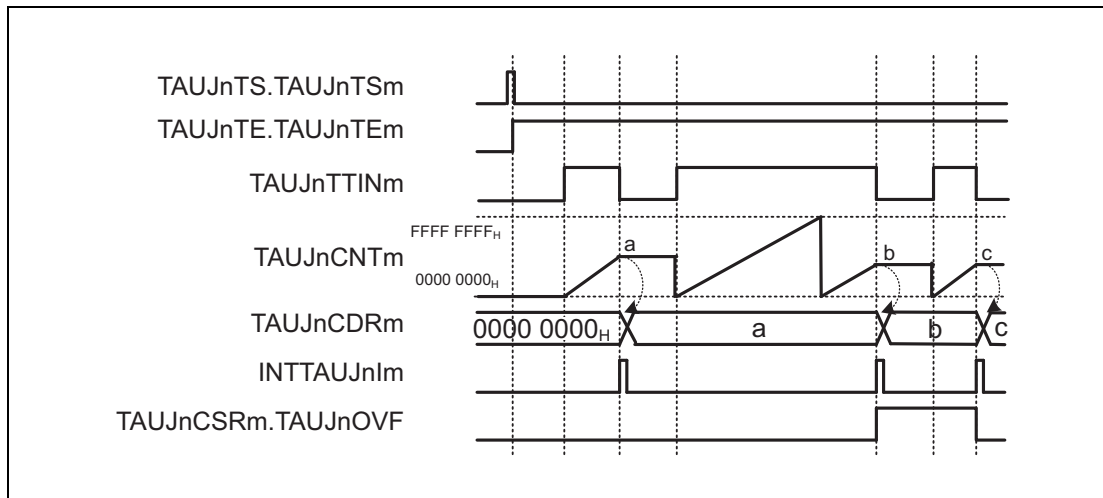 TAUJnTS.TAUJnTSm
TAUJnTE.TAUJnTEm
TAUJnTTINm
FFFF FFFFH
a
b
c
TAUJnCNTm
0000 0000H
TAUJnCDRm
0000 0000H
a
b
c
INTTAUJnIm
TAUJnCSRm.TAUJnOVF